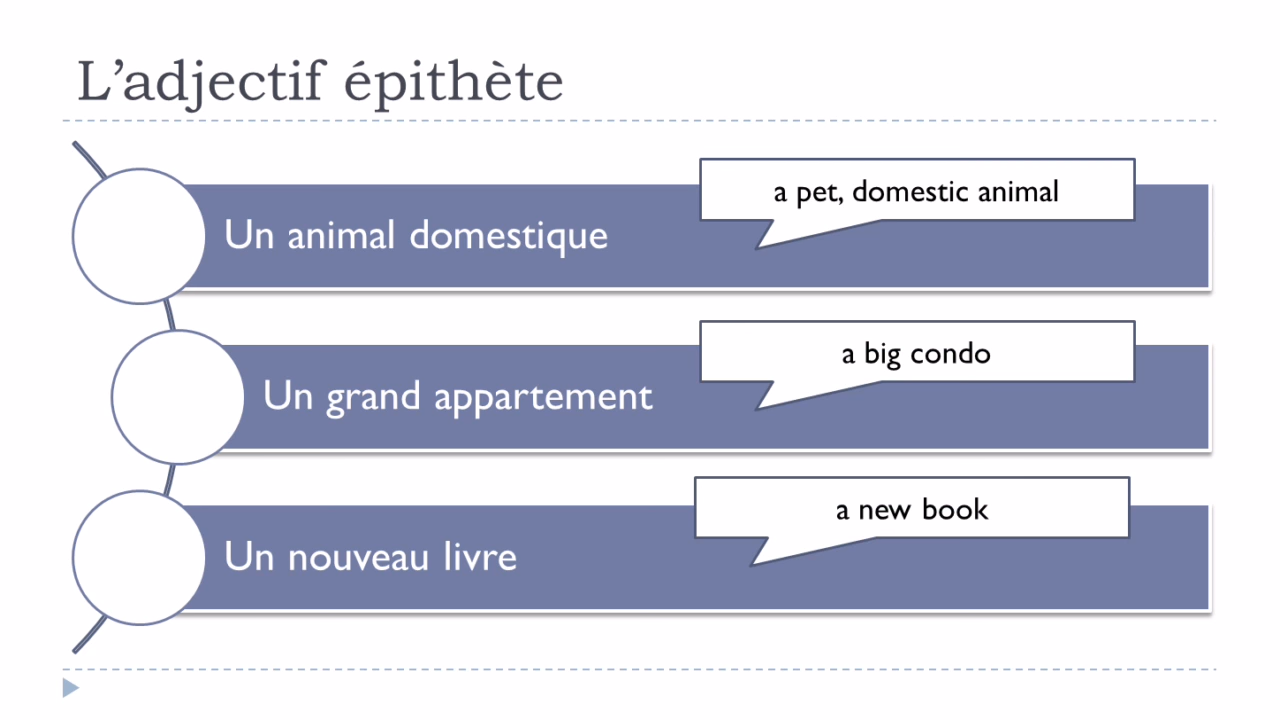 L’adjectif épithète
a pet, domestic animal
Un animal domestique
a big condo
Un grand appartement
a new book
Un nouveau livre